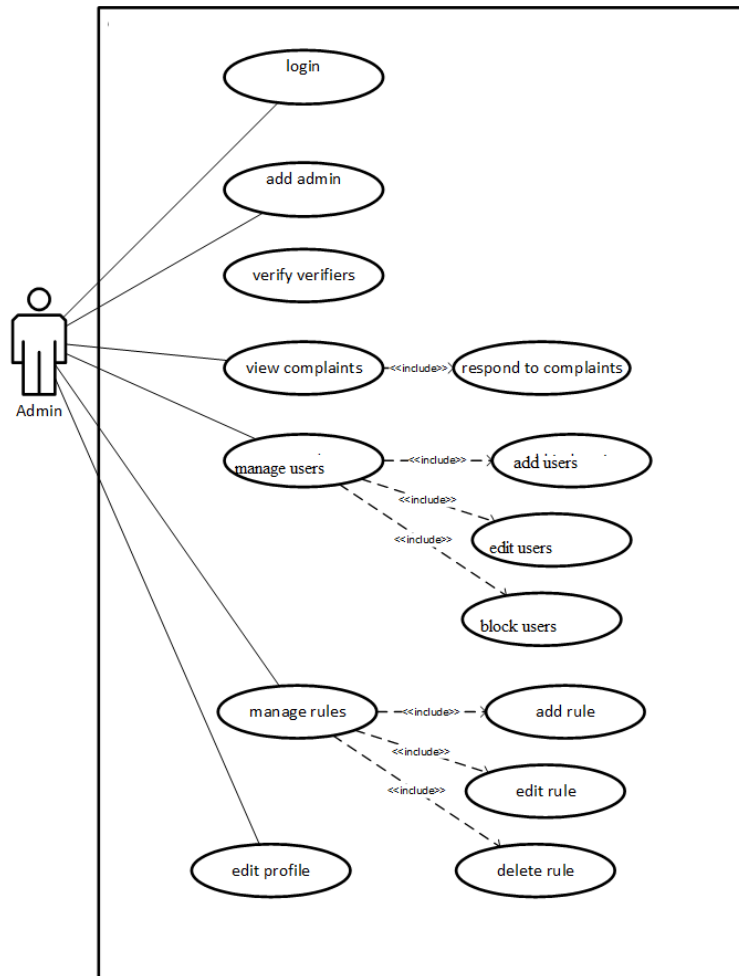 login
add admin
verify verifiers
Admin
view complaints
<<include>>
respond to complaints
manage users
<<include>>
add users
<<include>>
edit users
<<include>>
block users
manage rules
<<include>>
add rule
<<include>>
edit rule
<<include>>
edit profile
delete rule